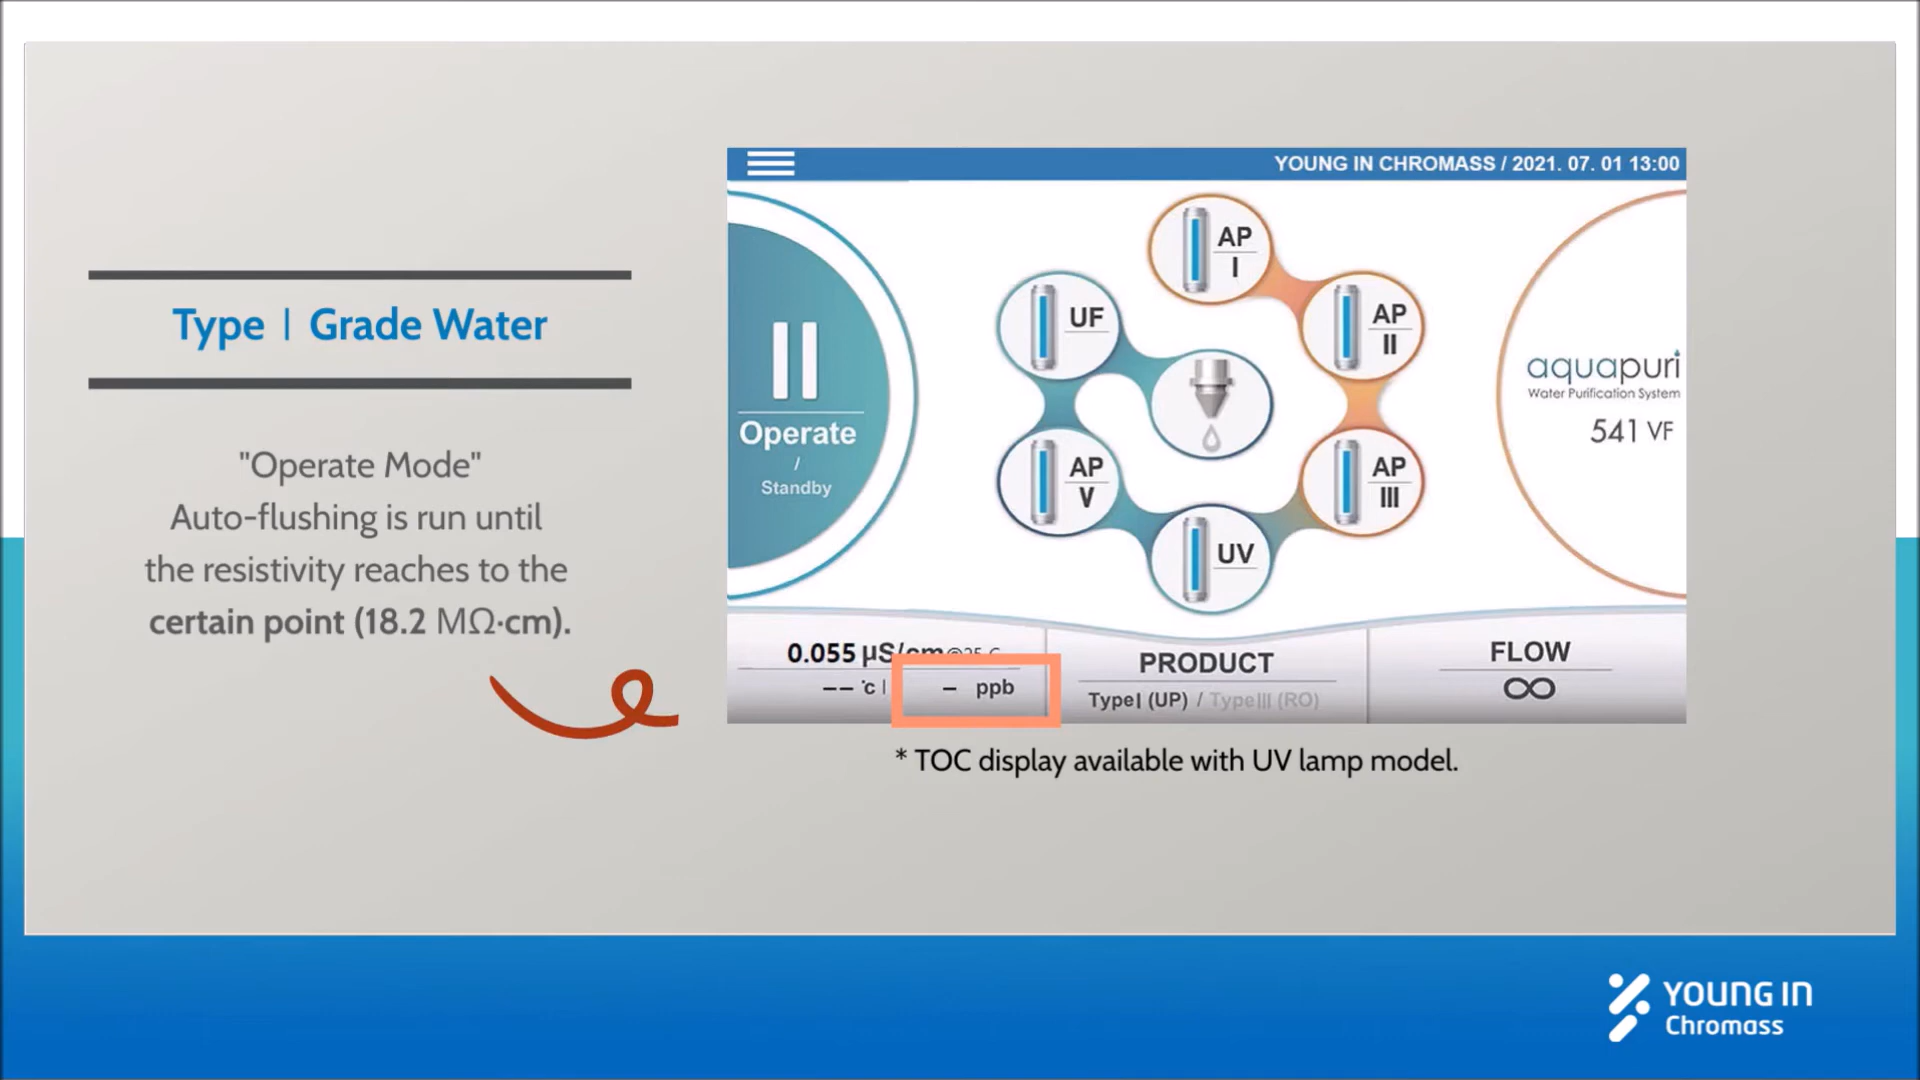 Type I Grade Water
"Operate Mode"
Auto-flushing is run until
the resistivity reaches to the
certain point (18.2 MΩ·cm).
YOUNG IN CHROMASS / 2021. 07. 01 13:00
Operate
/
Standby
AP
I
UF
AP
II
AP
V
AP
III
UV
aquapuri
Water Purification System
541 VF
0.055 μS/cm@25 C
-- °c | – ppb
PRODUCT
TypeI (UP) / TypeIII (RO)
FLOW
∞
* TOC display available with UV lamp model.
YOUNG IN
Chromass